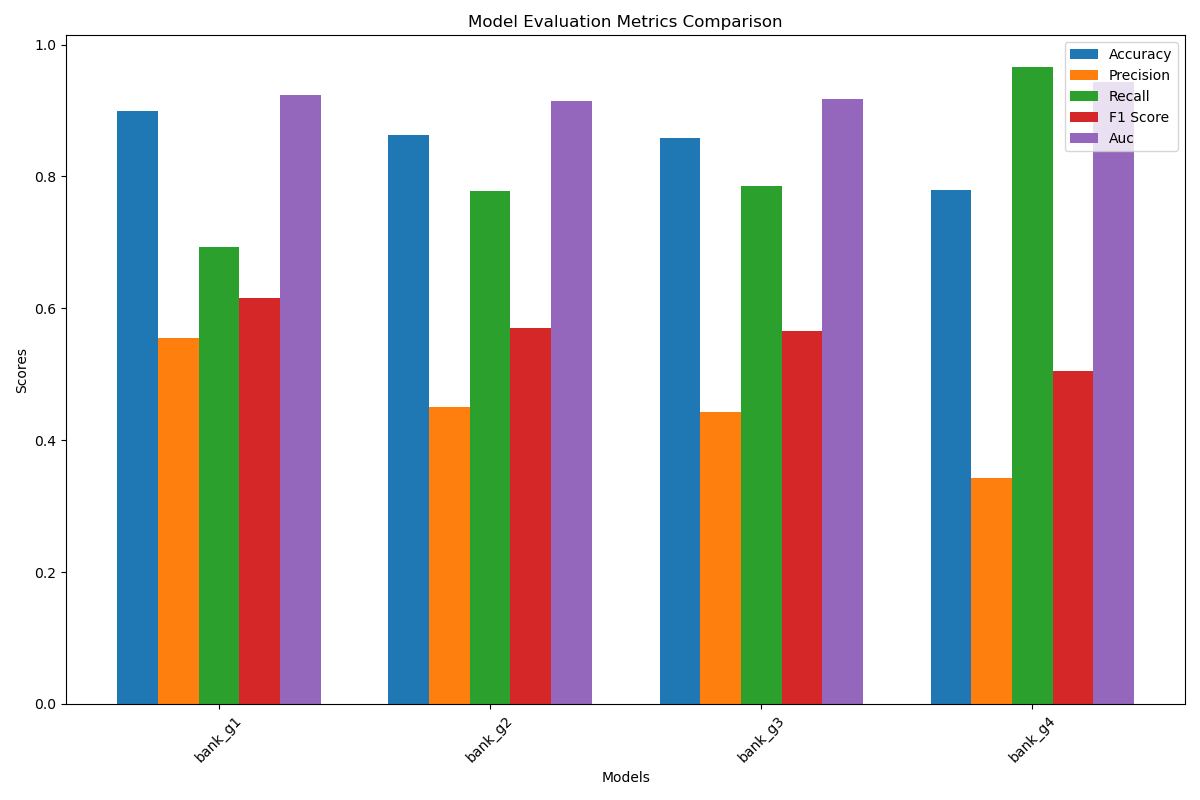 Model Evaluation Metrics Comparison
Accuracy
Precision
Recall
F1 Score
Auc
1.0
0.8
0.6
0.4
0.2
0.0
Scores
bank_g1
bank_g2
bank_g3
bank_g4
Models